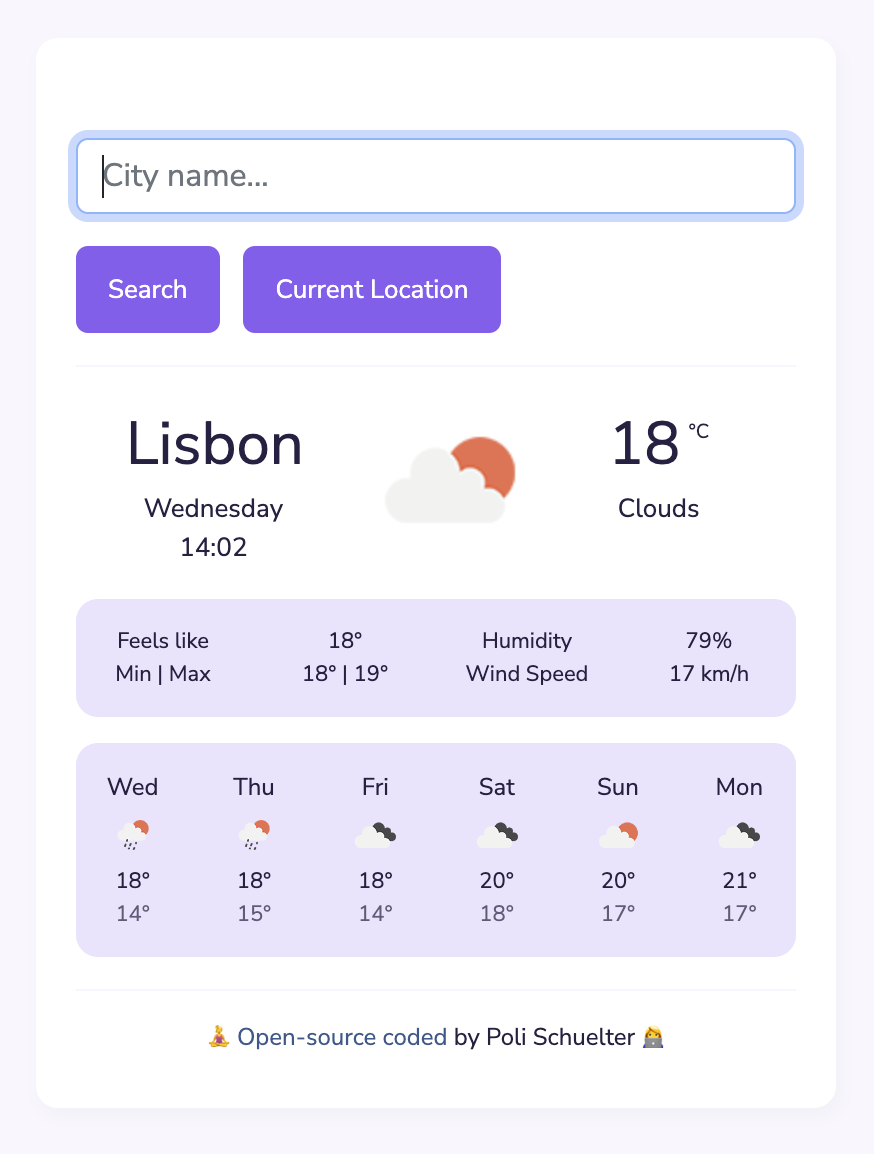 City name...
Search Current Location
Lisbon
18 °C
Wednesday
Clouds
14:02
Feels like 18° Humidity 79%
Min | Max 18° | 19° Wind Speed 17 km/h
Wed Thu Fri Sat Sun Mon
18° 18° 18° 20° 20° 21°
14° 15° 14° 18° 17° 17°
Open-source coded by Poli Schuelter